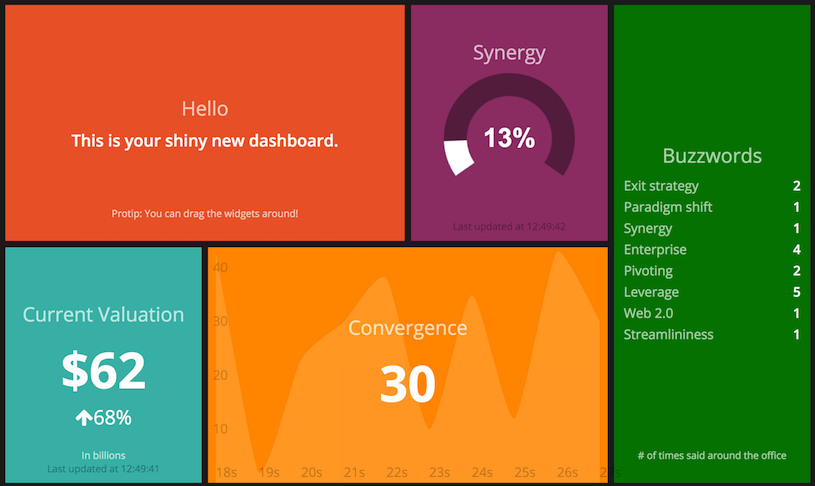 Hello
This is your shiny new dashboard.
Protip: You can drag the widgets around!
Synergy
13%
Last updated at 12:49:42
Buzzwords
Exit strategy 2
Paradigm shift 1
Synergy 1
Enterprise 4
Pivoting 2
Leverage 5
Web 2.0 1
Streamlininess 1
# of times said around the office
Current Valuation
$62
68%
In billions
Last updated at 12:49:41
Convergence
30
40
30
20
10
18s 19s 20s 21s 22s 23s 24s 25s 26s